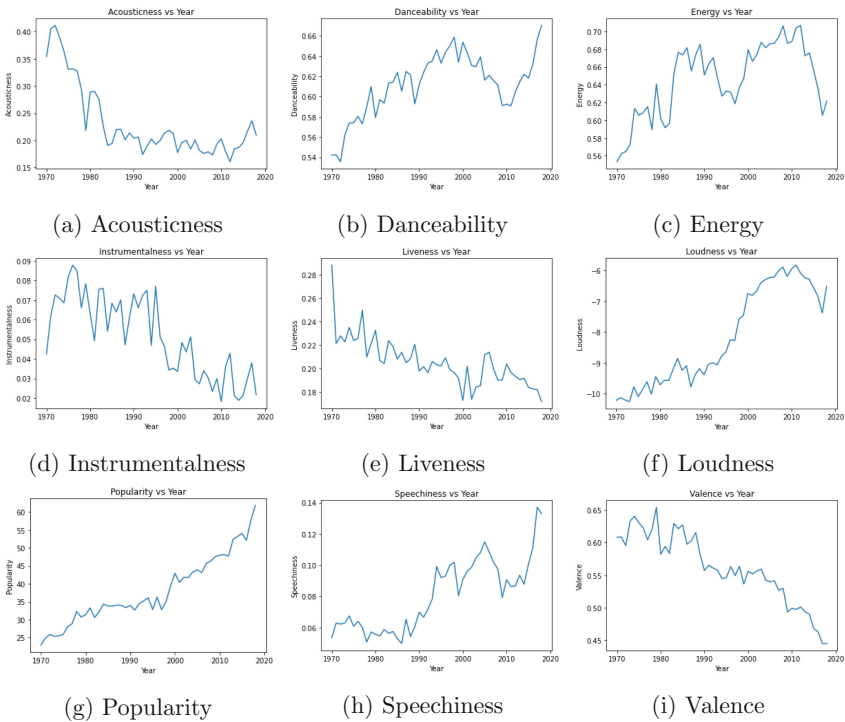 Acousticness vs Year
0.40
0.35
0.30
0.25
0.20
0.15
Acousticness
1970 1980 1990 2000 2010 2020
Year
(a) Acousticness
Danceability vs Year
0.66
0.64
0.62
0.60
0.58
0.56
0.54
Danceability
1970 1980 1990 2000 2010 2020
Year
(b) Danceability
Energy vs Year
0.70
0.68
0.66
0.64
0.62
0.60
0.58
0.56
Energy
1970 1980 1990 2000 2010 2020
Year
(c) Energy
Instrumentalness vs Year
0.09
0.08
0.07
0.06
0.05
0.04
0.03
0.02
Instrumentalness
1970 1980 1990 2000 2010 2020
Year
(d) Instrumentalness
Liveness vs Year
0.28
0.26
0.24
0.22
0.20
0.18
Liveness
1970 1980 1990 2000 2010 2020
Year
(e) Liveness
Loudness vs Year
−6
−7
−8
−9
−10
Loudness
1970 1980 1990 2000 2010 2020
Year
(f) Loudness
Popularity vs Year
60
55
50
45
40
35
30
25
Popularity
1970 1980 1990 2000 2010 2020
Year
(g) Popularity
Speechiness vs Year
0.14
0.12
0.10
0.08
0.06
Speechiness
1970 1980 1990 2000 2010 2020
Year
(h) Speechiness
Valence vs Year
0.65
0.60
0.55
0.50
0.45
Valence
1970 1980 1990 2000 2010 2020
Year
(i) Valence